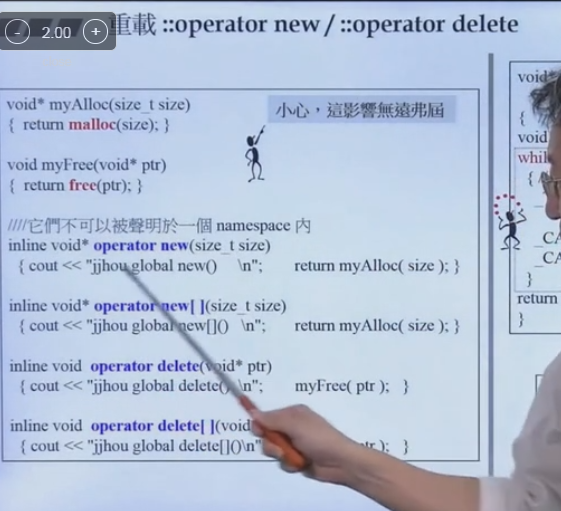 - 2.00 +
重載 ::operator new / ::operator delete
void* myAlloc(size_t size)
{ return malloc(size); }
小心，這影響無遠弗屆
void myFree(void* ptr)
{ return free(ptr); }
////它們不可以被聲明於一個 namespace 內
inline void* operator new(size_t size)
{ cout << "jjhou global new() \n"; return myAlloc( size ); }
inline void* operator new[ ](size_t size)
{ cout << "jjhou global new[]() \n"; return myAlloc( size ); }
inline void operator delete(void* ptr)
{ cout << "jjhou global delete() \n"; myFree( ptr ); }
inline void operator delete[ ](void
{ cout << "jjhou global delete[]()\n" ); }
void*
{
void
whil
{
_CA
_CA
}
return
}